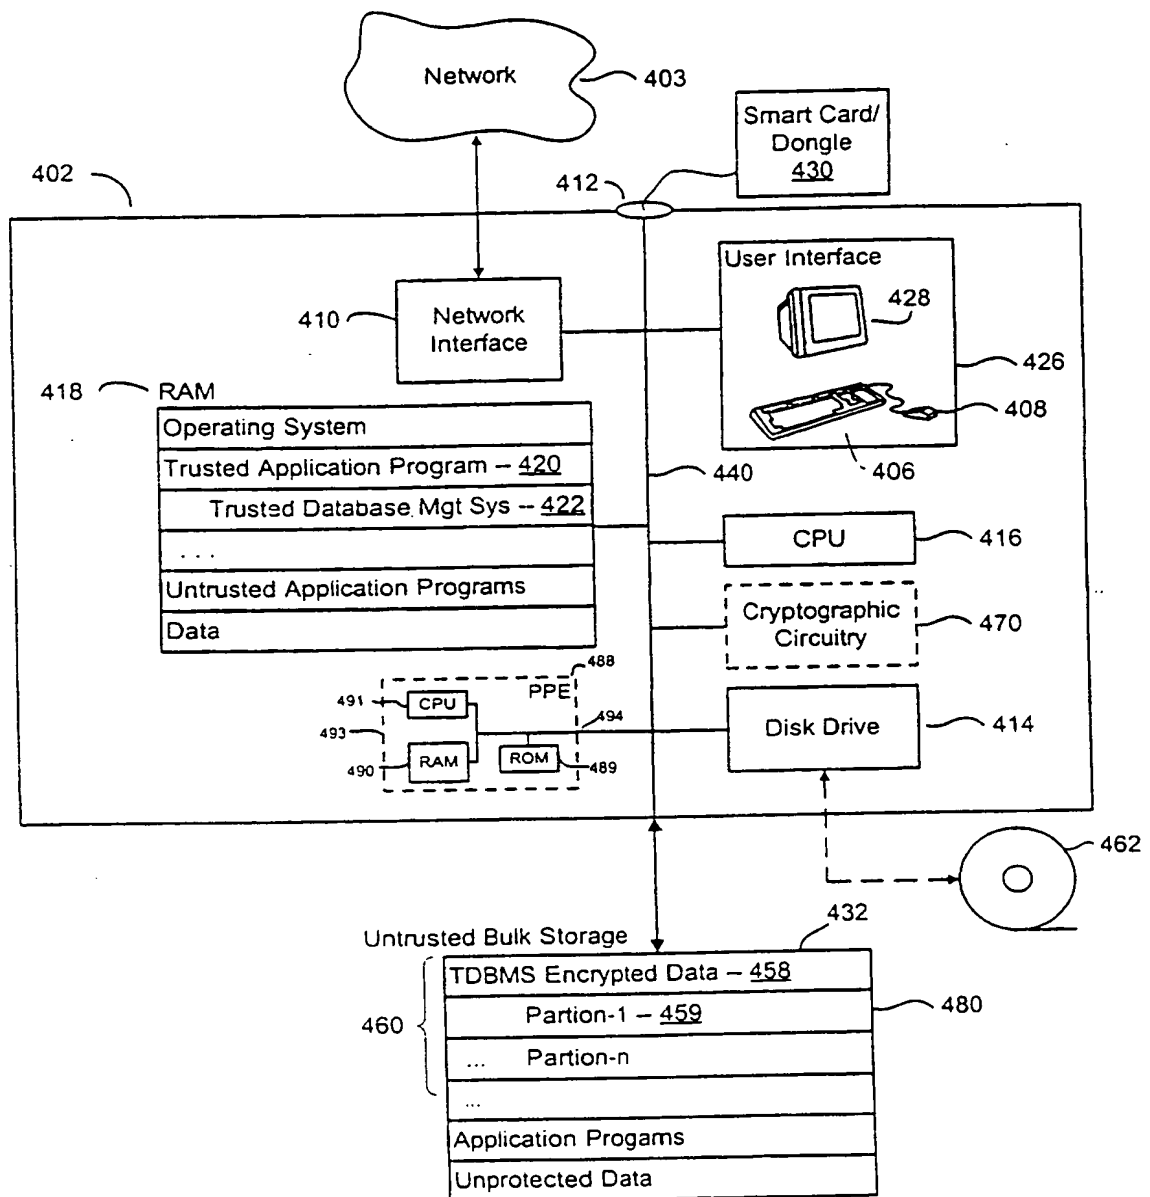 Network
403
Smart Card/
Dongle
430
402
412
User Interface
428
410
Network
Interface
426
418
RAM
408
Operating System
406
Trusted Application Program – 420
440
Trusted Database Mgt Sys – 422
. . .
CPU
416
Untrusted Application Programs
Data
Cryptographic
Circuitry
470
488
PPE
491
CPU
494
493
Disk Drive
414
490
RAM
ROM
489
462
432
Untrusted Bulk Storage
TDBMS Encrypted Data – 458
480
460
Partion-1 – 459
... Partion-n
...
Application Progams
Unprotected Data